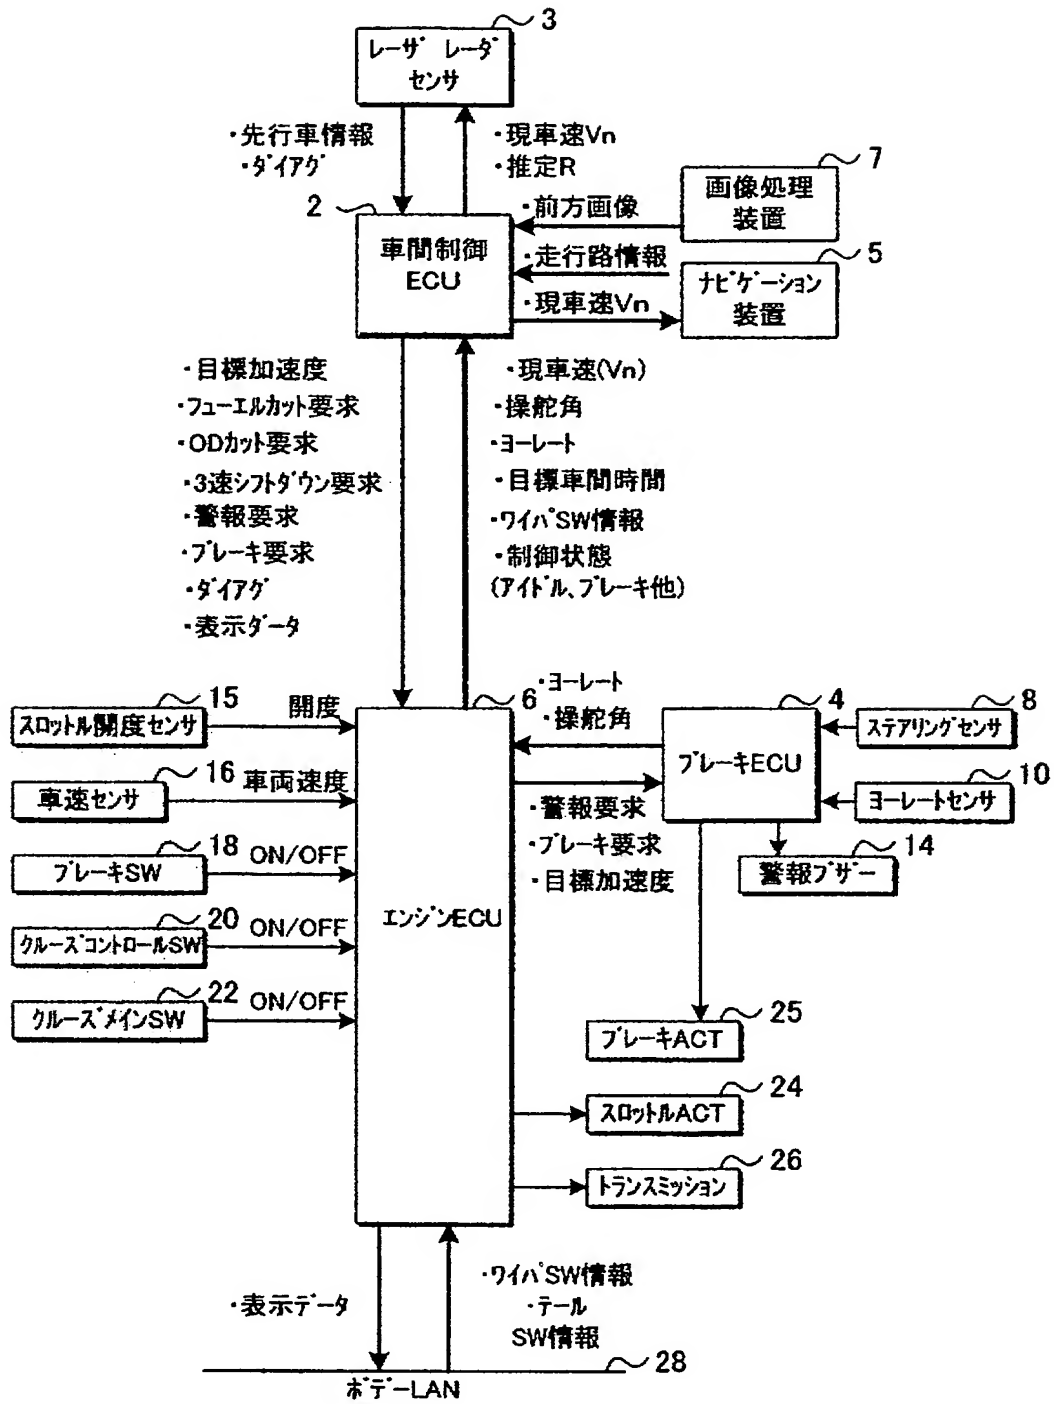 3
レーザ レーダ
センサ
・先行車情報
・ダイアグ
・現車速Vn
・推定R
7
画像処理
装置
2
車間制御
ECU
・前方画像
・走行路情報
・現車速Vn
5
ナビゲーション
装置
・目標加速度
・フューエルカット要求
・ODカット要求
・3速シフトダウン要求
・警報要求
・ブレーキ要求
・ダイアグ
・表示データ
・現車速(Vn)
・操舵角
・ヨーレート
・目標車間時間
・ワイパSW情報
・制御状態
(アイドル、ブレーキ他)
15
スロットル開度センサ
開度
16
車速センサ
車両速度
18
ブレーキSW
ON/OFF
20
クルーズコントロールSW
ON/OFF
22
クルーズメインSW
ON/OFF
6
エンジンECU
・ヨーレート
・操舵角
・警報要求
・ブレーキ要求
・目標加速度
4
ブレーキECU
8
ステアリングセンサ
10
ヨーレートセンサ
14
警報ブザー
25
ブレーキACT
24
スロットルACT
26
トランスミッション
・表示データ
・ワイパSW情報
・テール
SW情報
28
ボデーLAN